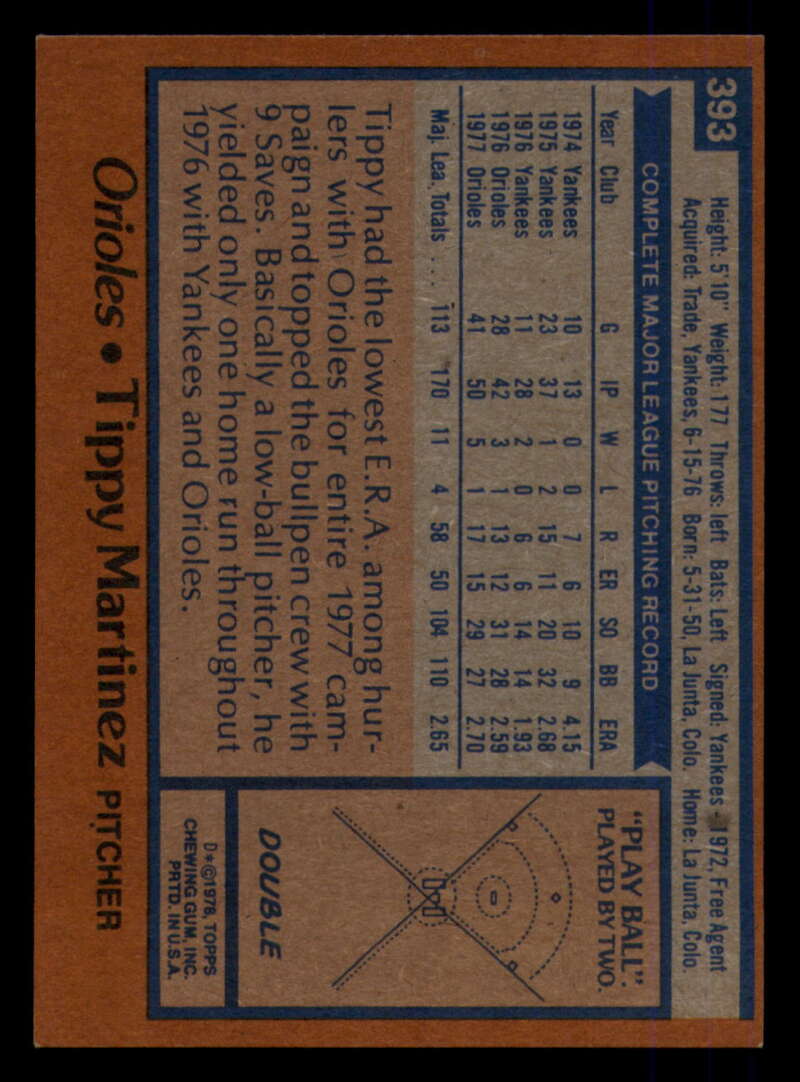 393
Height: 5'10" Weight: 177 Throws: left Bats: Left Signed: Yankees - 1972, Free Agent
Acquired: Trade, Yankees, 6-15-76 Born: 5-31-50, La Junta, Colo. Home: La Junta, Colo.
COMPLETE MAJOR LEAGUE PITCHING RECORD
Year Club G IP W L R ER SO BB ERA
1974 Yankees 10 13 0 0 7 6 10 9 4.15
1975 Yankees 23 37 1 2 15 11 20 32 2.68
1976 Yankees 11 28 2 0 6 6 14 14 1.93
1976 Orioles 28 42 3 1 13 12 31 28 2.59
1977 Orioles 41 50 5 1 17 15 29 27 2.70
Maj. Lea. Totals . . . 113 170 11 4 58 50 104 110 2.65
Tippy had the lowest E.R.A. among hur-
lers with Orioles for entire 1977 cam-
paign and topped the bullpen crew with
9 Saves. Basically a low-ball pitcher, he
yielded only one home run throughout
1976 with Yankees and Orioles.
"PLAY BALL".
PLAYED BY TWO.
DOUBLE
D*©1978, TOPPS
CHEWING GUM, INC.
PRTD. IN U.S.A.
Orioles • Tippy Martinez PITCHER